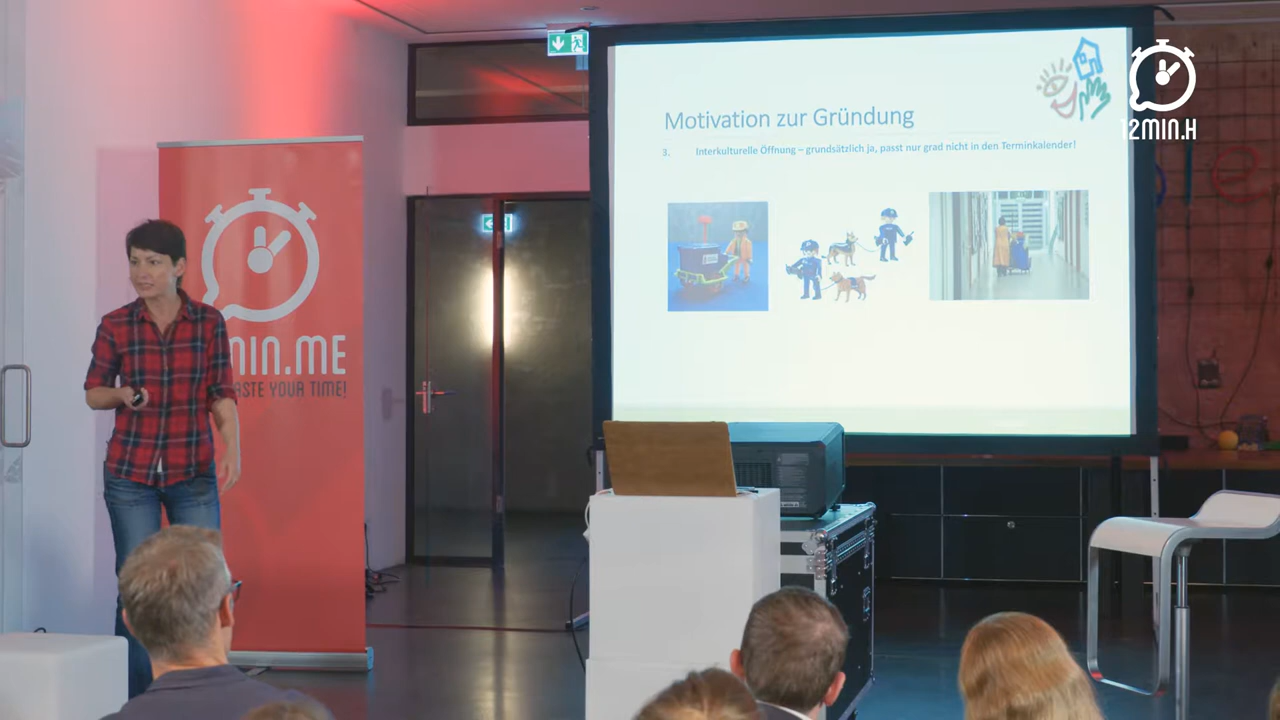 12MIN.H
Motivation zur Gründung
3. Interkulturelle Öffnung – grundsätzlich ja, passt nur grad nicht in den Terminkalender!
MIN.ME
ASTE YOUR TIME!